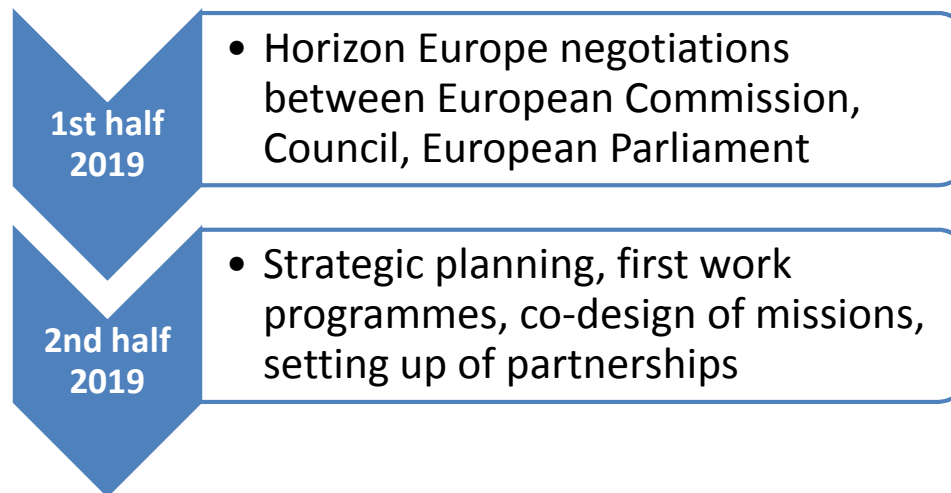 1st half
2019
• Horizon Europe negotiations
between European Commission,
Council, European Parliament
2nd half
2019
• Strategic planning, first work
programmes, co-design of missions,
setting up of partnerships